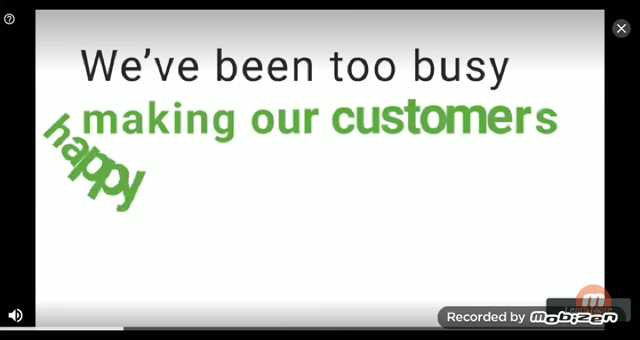 We've been too busy
making our customers
happy
Recorded by
mobizen